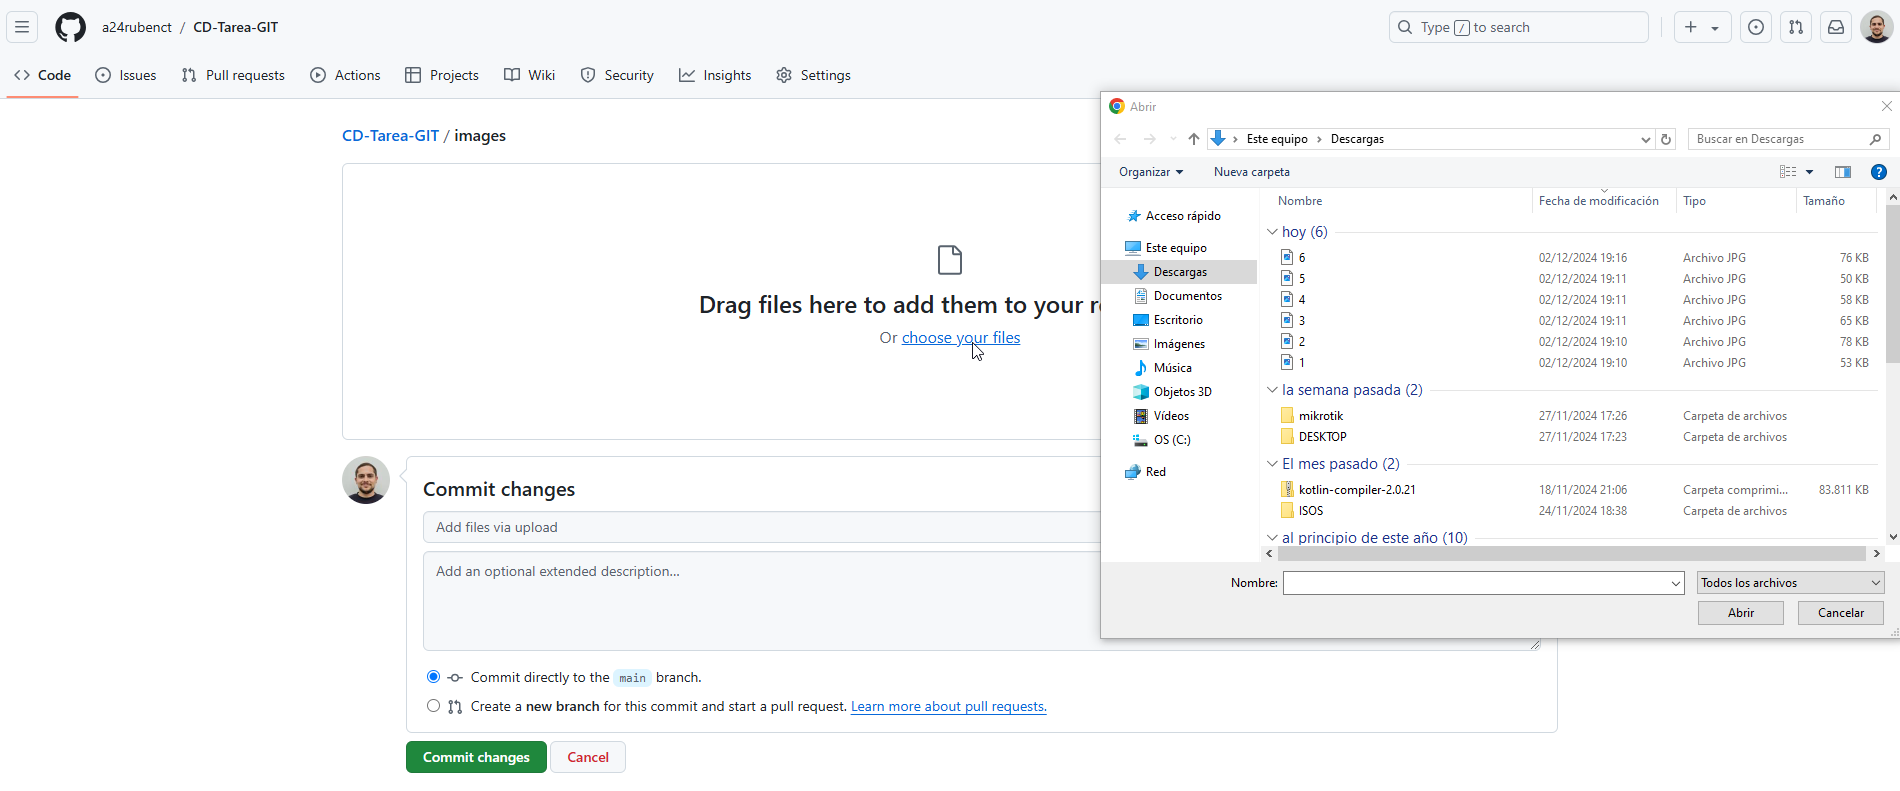 a24rubenct / CD-Tarea-GIT
Type / to search
Code Issues Pull requests Actions Projects Wiki Security Insights Settings
CD-Tarea-GIT / images
Drag files here to add them to your r
Or choose your files
Commit changes
Add files via upload
Add an optional extended description...
Commit directly to the main branch.
Create a new branch for this commit and start a pull request. Learn more about pull requests.
Commit changes Cancel
Abrir
Este equipo › Descargas
Buscar en Descargas
Organizar Nueva carpeta
?
Acceso rápido
Este equipo
Descargas
Documentos
Escritorio
Imágenes
Música
Objetos 3D
Vídeos
OS (C:)
Red
Nombre Fecha de modificación Tipo Tamaño
hoy (6)
6 02/12/2024 19:16 Archivo JPG 76 KB
5 02/12/2024 19:11 Archivo JPG 50 KB
4 02/12/2024 19:11 Archivo JPG 58 KB
3 02/12/2024 19:11 Archivo JPG 65 KB
2 02/12/2024 19:10 Archivo JPG 78 KB
1 02/12/2024 19:10 Archivo JPG 53 KB
la semana pasada (2)
mikrotik 27/11/2024 17:26 Carpeta de archivos
DESKTOP 27/11/2024 17:23 Carpeta de archivos
El mes pasado (2)
kotlin-compiler-2.0.21 18/11/2024 21:06 Carpeta comprimi... 83.811 KB
ISOS 24/11/2024 18:38 Carpeta de archivos
al principio de este año (10)
Nombre: Todos los archivos
Abrir Cancelar